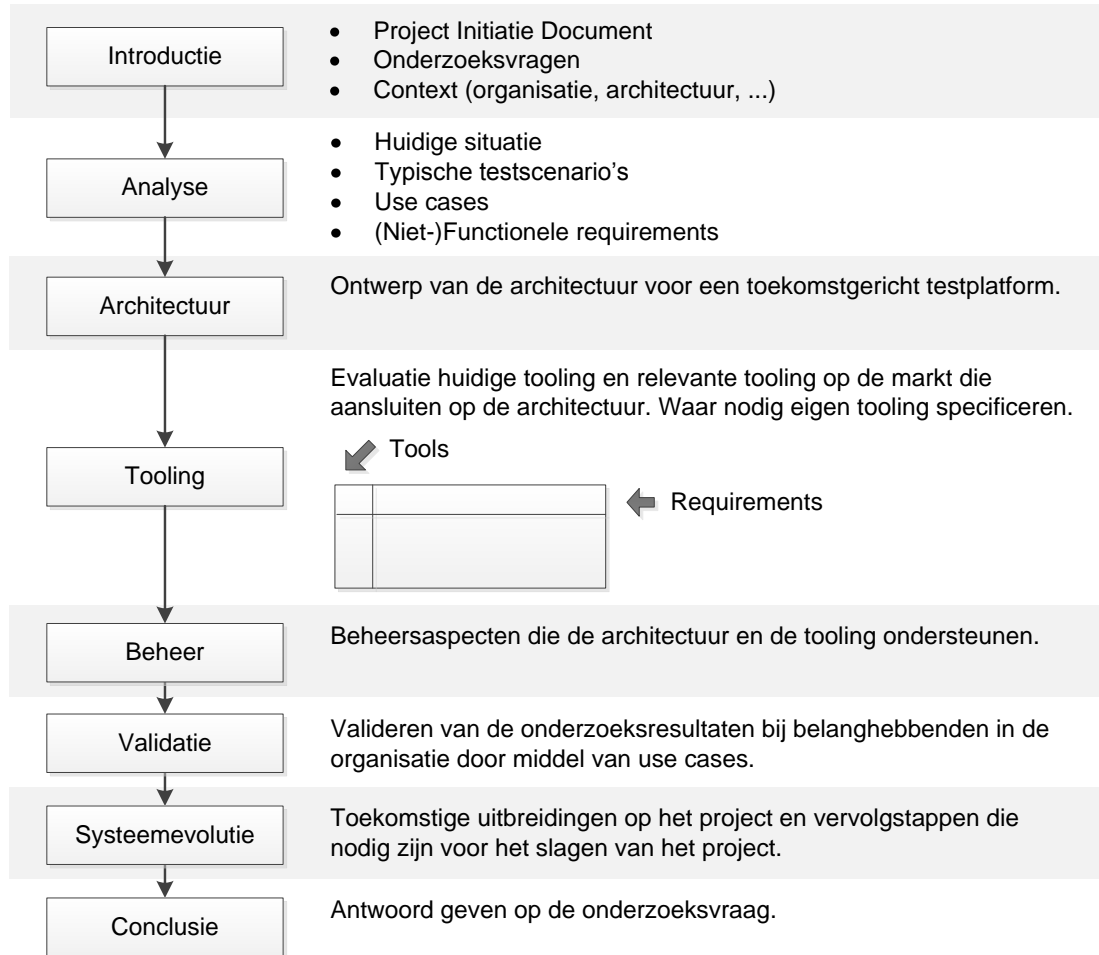 Introductie
• Project Initiatie Document
• Onderzoeksvragen
• Context (organisatie, architectuur, ...)
Analyse
• Huidige situatie
• Typische testscenario's
• Use cases
• (Niet-)Functionele requirements
Architectuur
Ontwerp van de architectuur voor een toekomstgericht testplatform.
Tooling
Evaluatie huidige tooling en relevante tooling op de markt die
aansluiten op de architectuur. Waar nodig eigen tooling specificeren.
Tools
Requirements
Beheer
Beheersaspecten die de architectuur en de tooling ondersteunen.
Validatie
Valideren van de onderzoeksresultaten bij belanghebbenden in de
organisatie door middel van use cases.
Systeemevolutie
Toekomstige uitbreidingen op het project en vervolgstappen die
nodig zijn voor het slagen van het project.
Conclusie
Antwoord geven op de onderzoeksvraag.